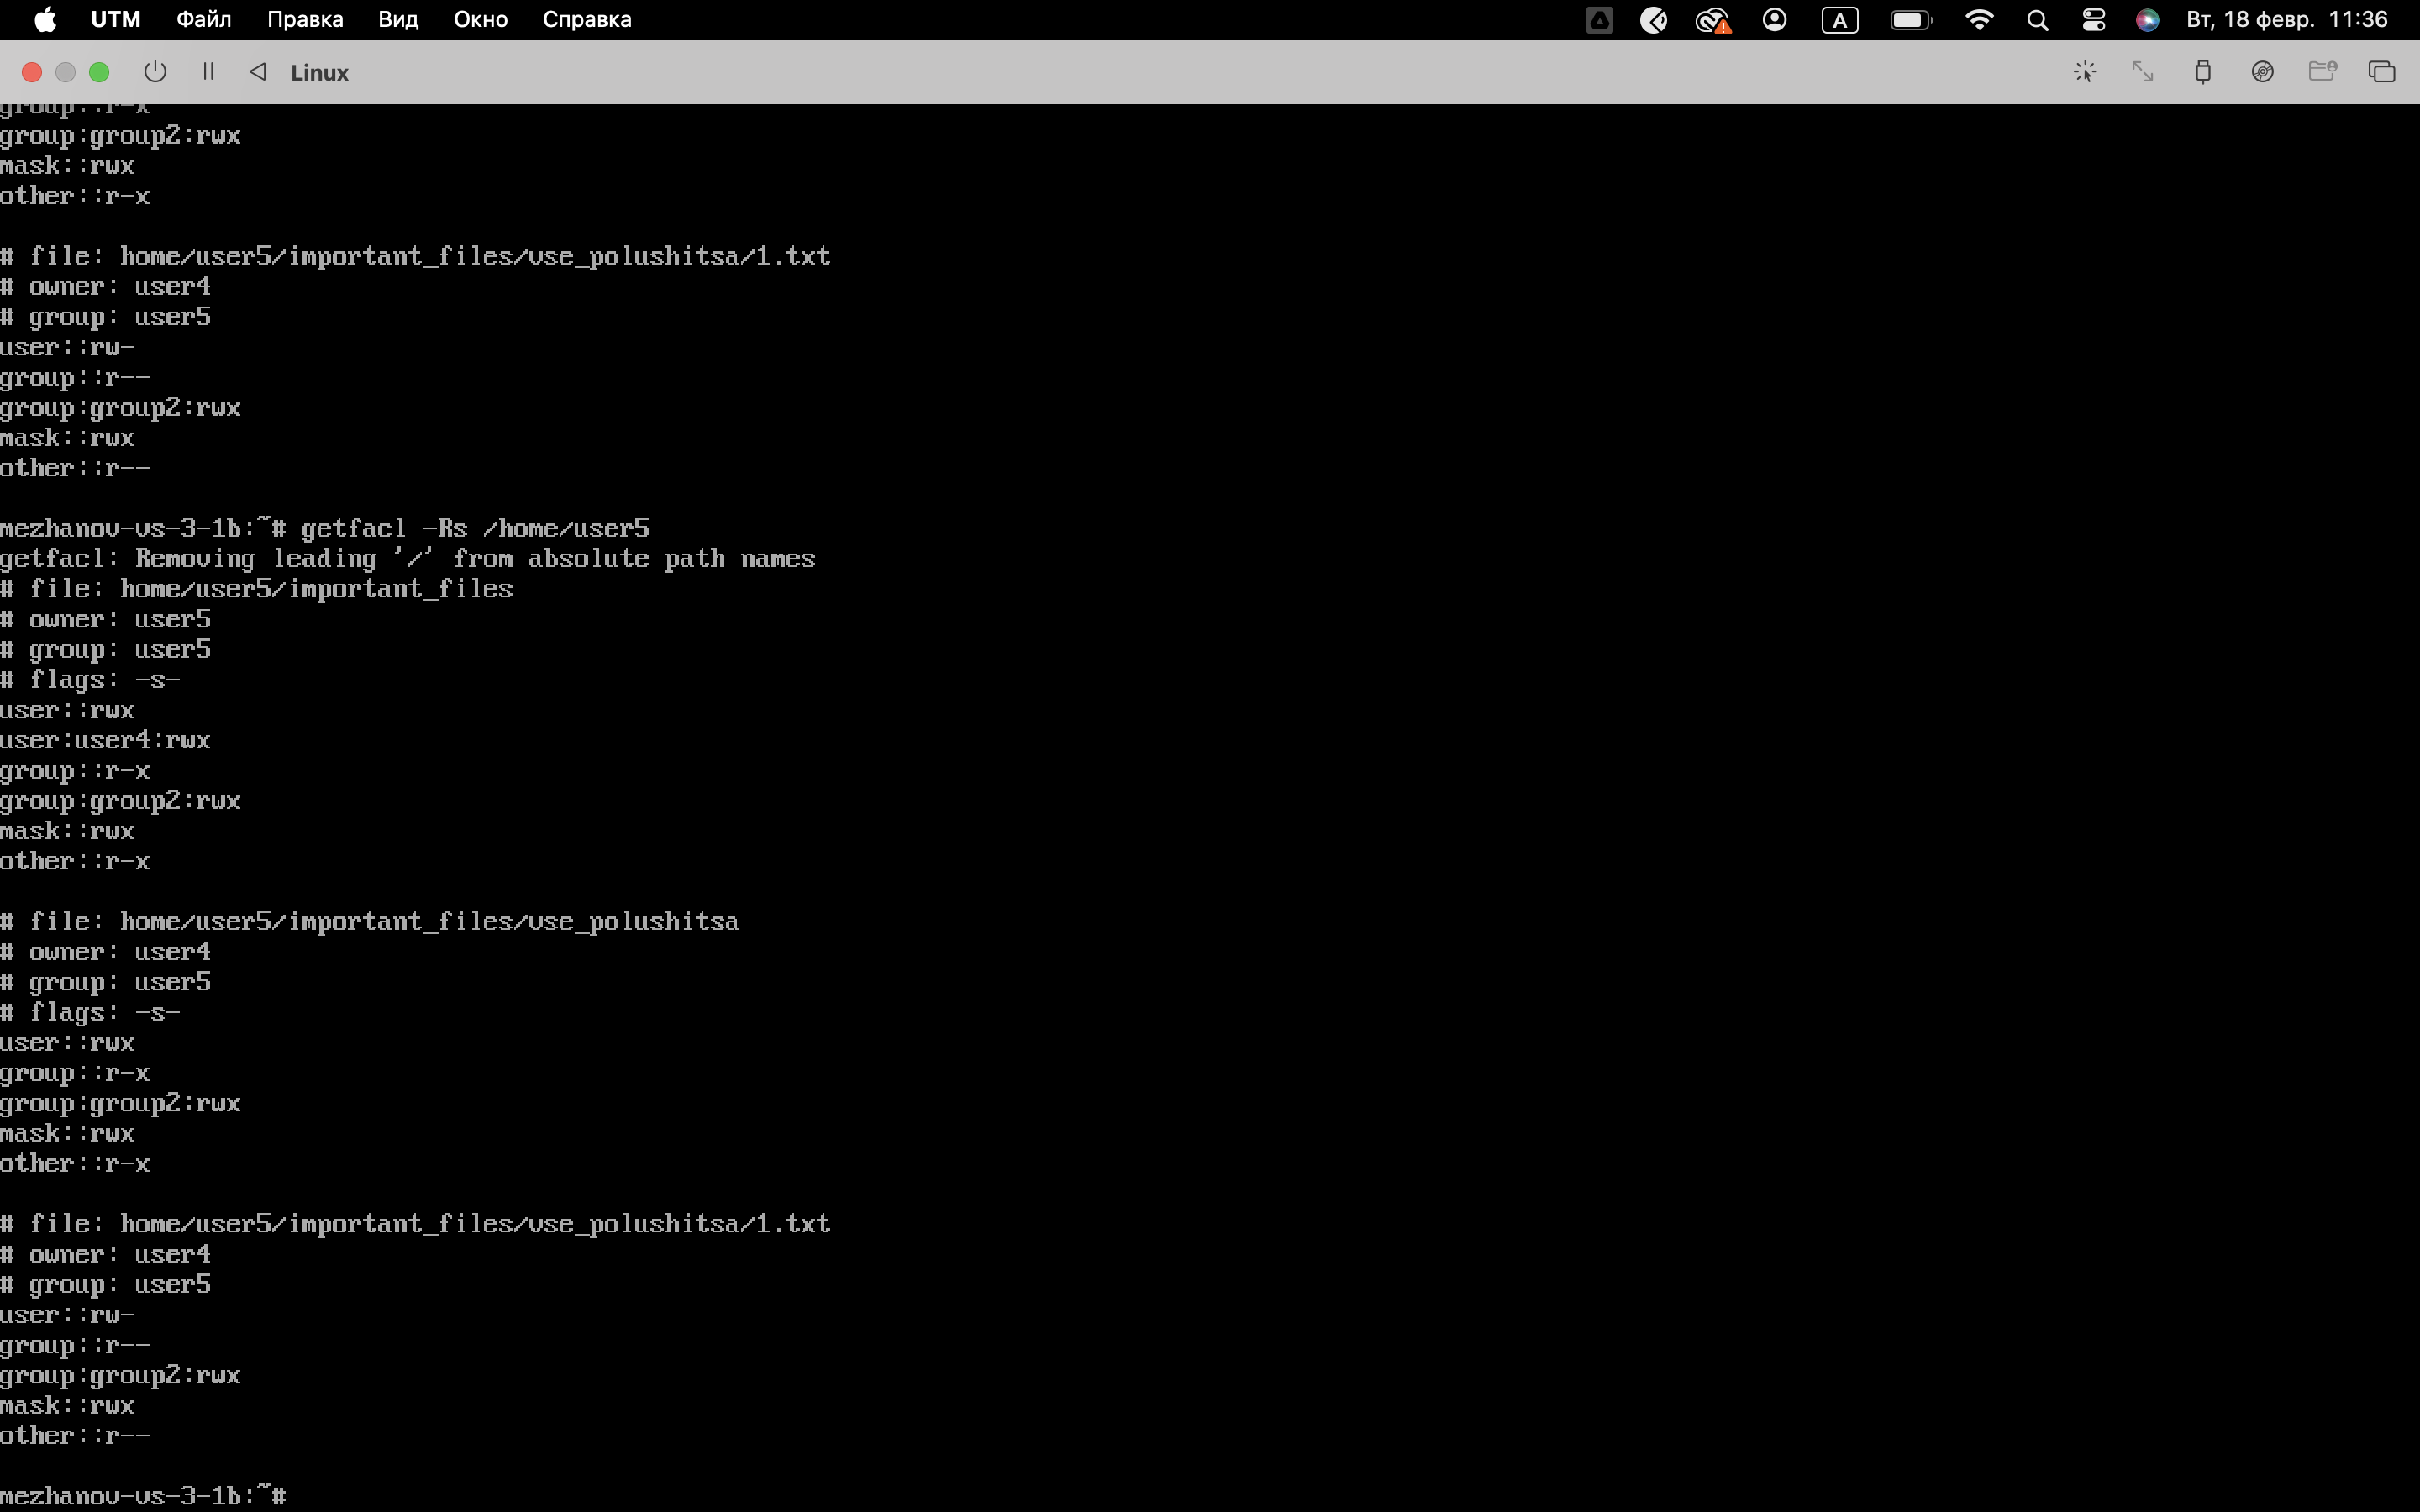 UTM Файл Правка Вид Окно Справка A Вт, 18 февр. 11:36
Linux
group::r-x
group:group2:rwx
mask::rwx
other::r-x
# file: home/user5/important_files/vse_polushitsa/1.txt
# owner: user4
# group: user5
user::rw-
group::r--
group:group2:rwx
mask::rwx
other::r--
mezhanov-vs-3-1b:~# getfacl -Rs /home/user5
getfacl: Removing leading '/' from absolute path names
# file: home/user5/important_files
# owner: user5
# group: user5
# flags: -s-
user::rwx
user:user4:rwx
group::r-x
group:group2:rwx
mask::rwx
other::r-x
# file: home/user5/important_files/vse_polushitsa
# owner: user4
# group: user5
# flags: -s-
user::rwx
group::r-x
group:group2:rwx
mask::rwx
other::r-x
# file: home/user5/important_files/vse_polushitsa/1.txt
# owner: user4
# group: user5
user::rw-
group::r--
group:group2:rwx
mask::rwx
other::r--
mezhanov-vs-3-1b:~#